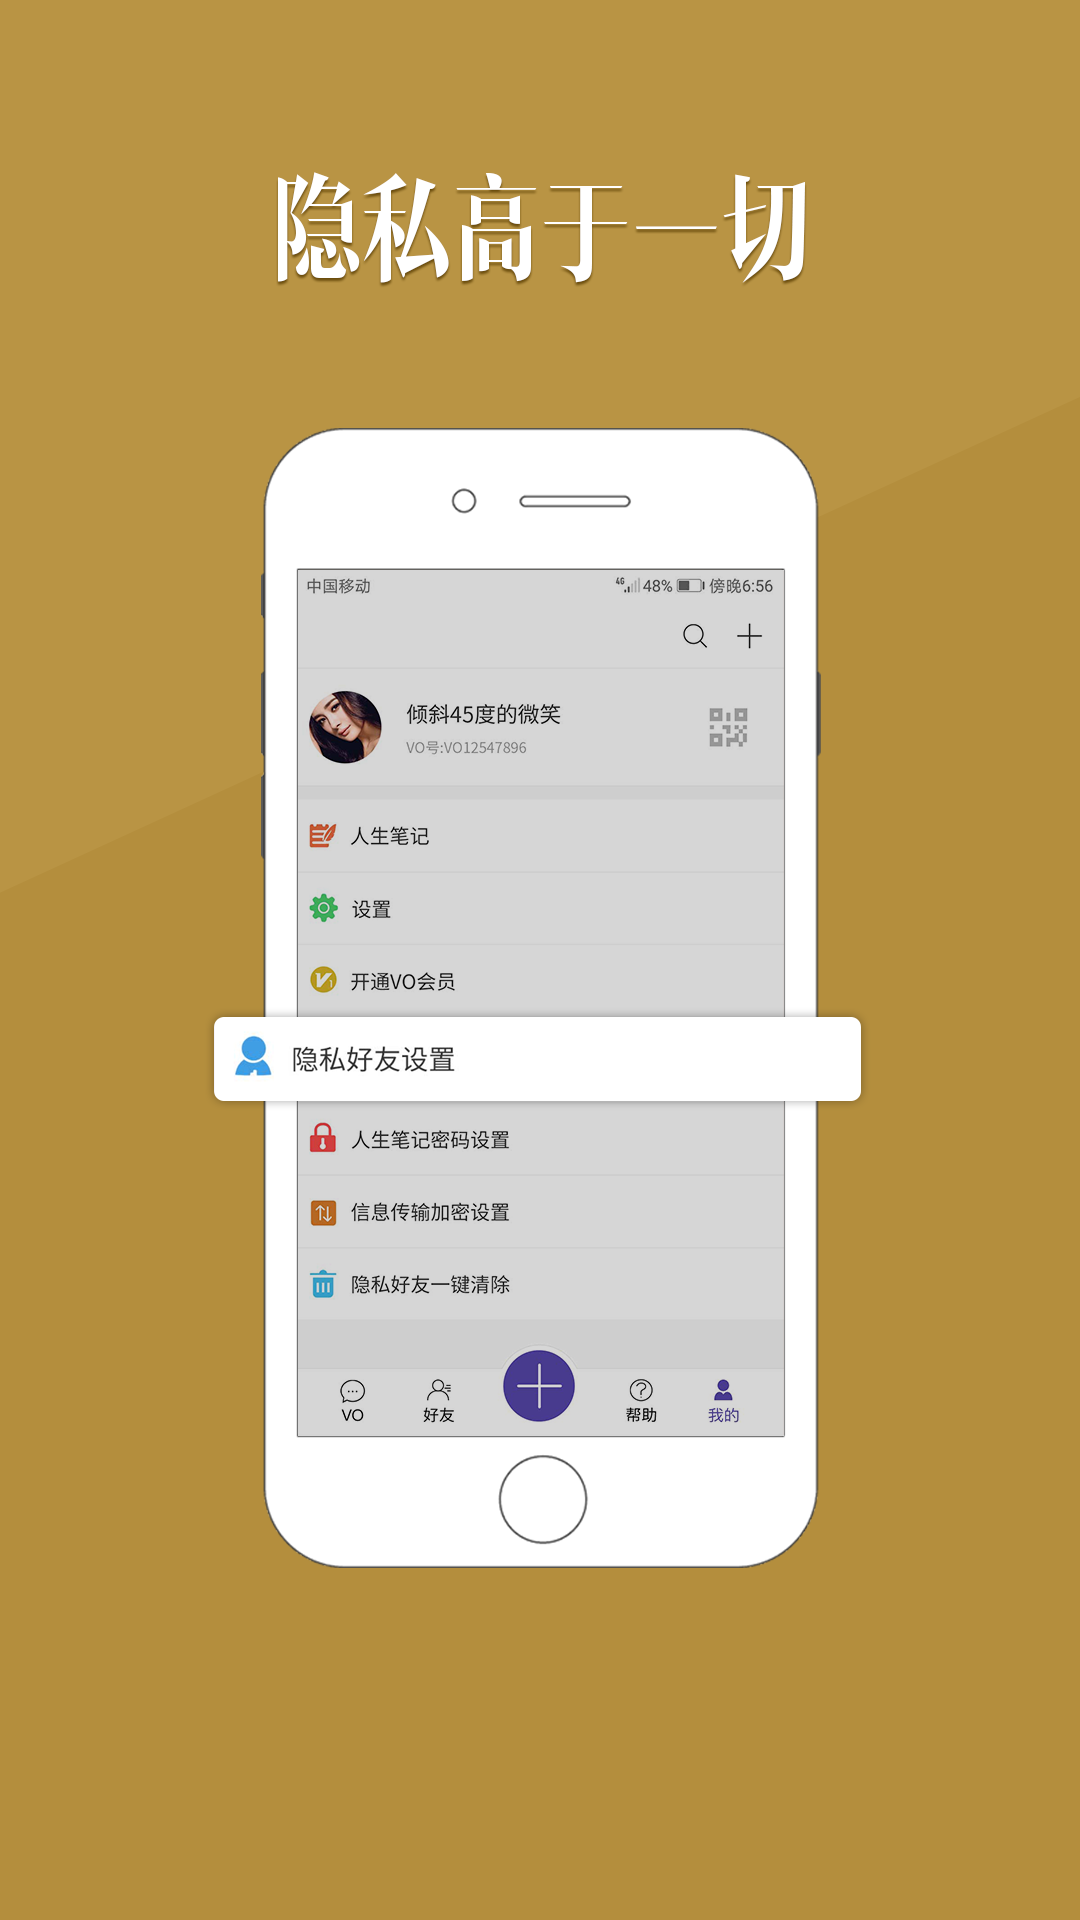 隐私高于一切
中国移动 4G 48% 傍晚6:56
倾斜45度的微笑
VO号:VO12547896
人生笔记
设置
开通VO会员
隐私好友设置
人生笔记密码设置
信息传输加密设置
隐私好友一键清除
VO 好友 帮助 我的